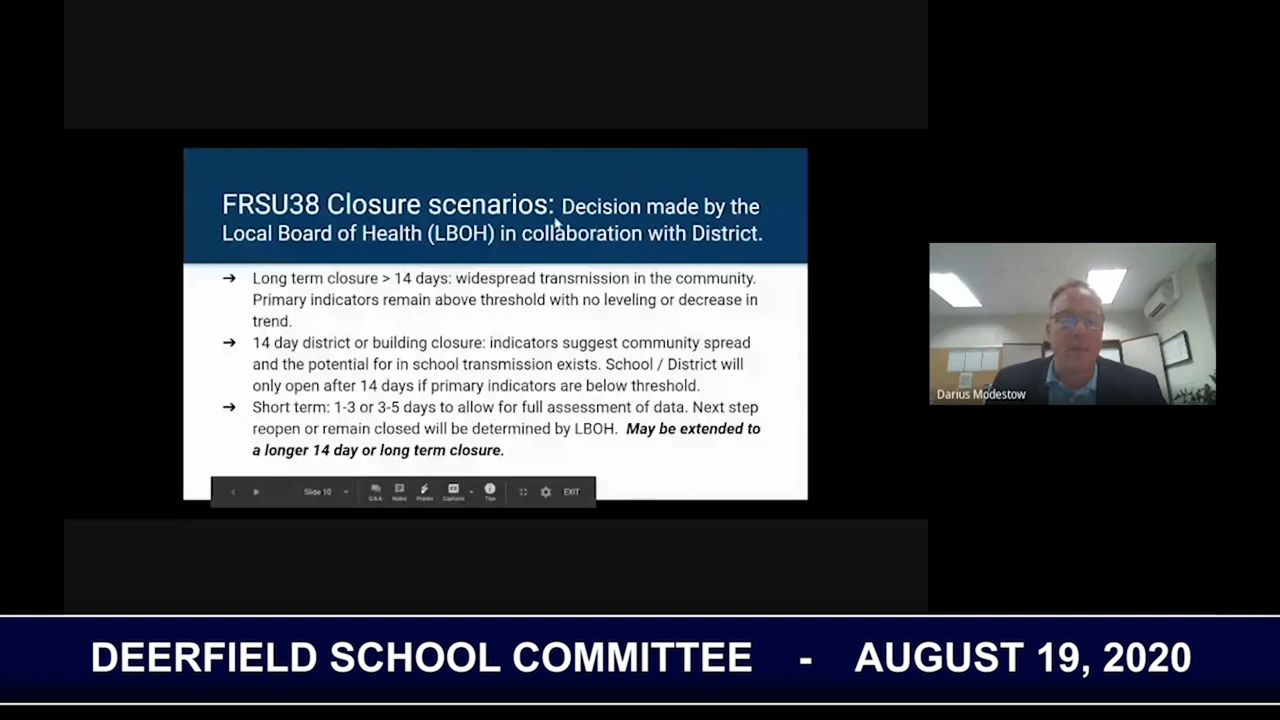 FRSU38 Closure scenarios: Decision made by the
Local Board of Health (LBOH) in collaboration with District.
➔ Long term closure > 14 days: widespread transmission in the community.
Primary indicators remain above threshold with no leveling or decrease in
trend.
➔ 14 day district or building closure: indicators suggest community spread
and the potential for in school transmission exists. School / District will
only open after 14 days if primary indicators are below threshold.
➔ Short term: 1-3 or 3-5 days to allow for full assessment of data. Next step
reopen or remain closed will be determined by LBOH. May be extended to
a longer 14 day or long term closure.
Slide 10
Q&A Notes Pointer Captions Tips EXIT
Darius Modestow
DEERFIELD SCHOOL COMMITTEE - AUGUST 19, 2020